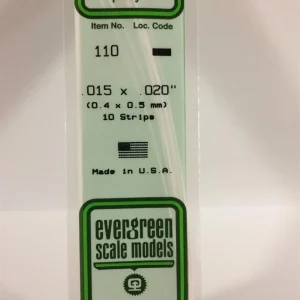 Item No. Loc. Code
110
.015 x .020"
(0.4 x 0.5 mm)
10 Strips
Made in U.S.A.
evergreen
scale models